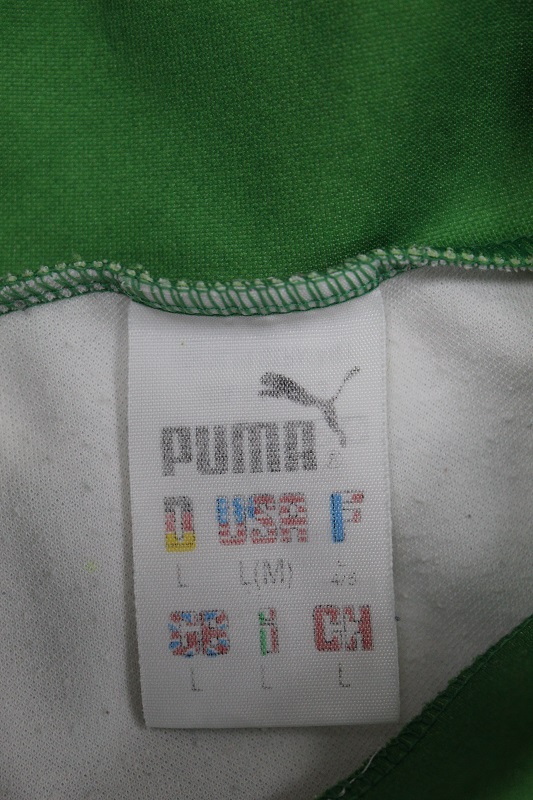 PUMA
D USA F
L L(M) 4/5
GB I CH
L L L